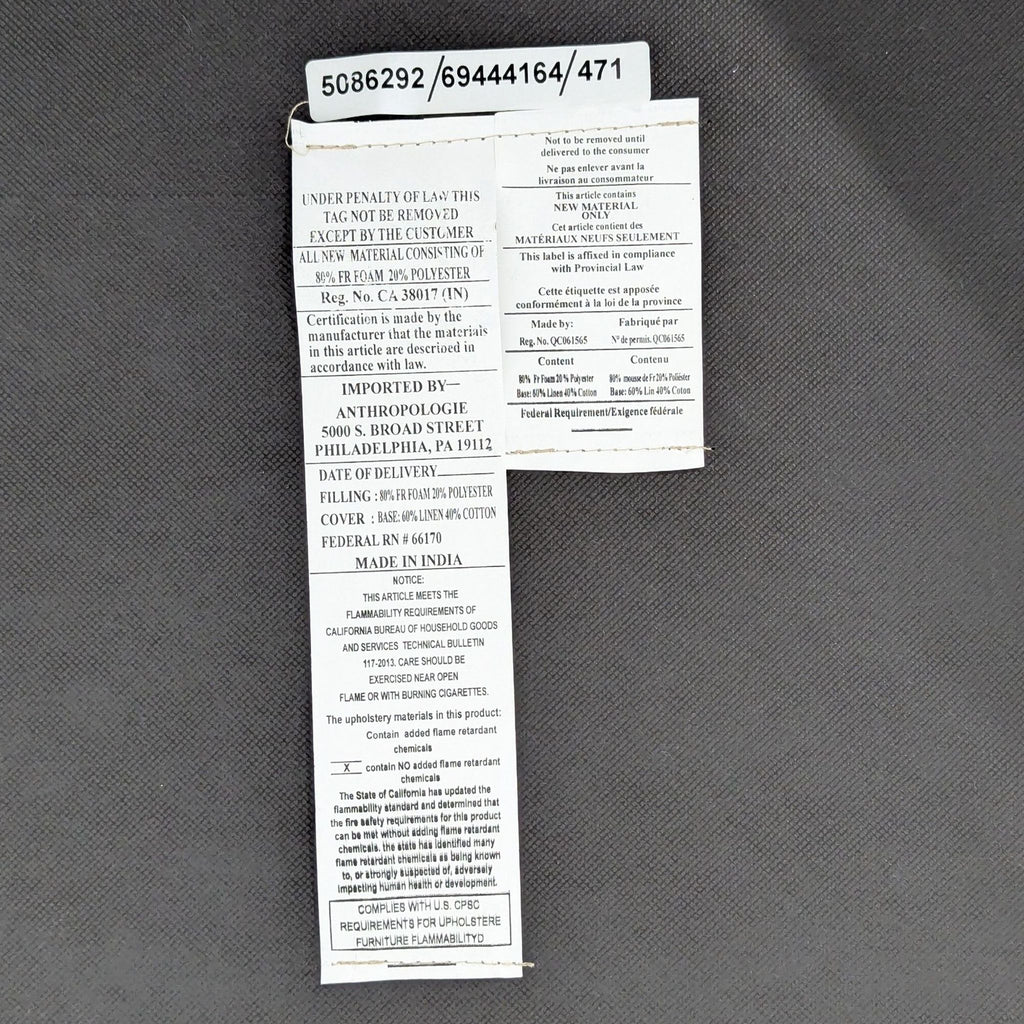 5086292/69444164/471
UNDER PENALTY OF LAW THIS
TAG NOT BE REMOVED
EXCEPT BY THE CUSTOMER
ALL NEW MATERIAL CONSISTING OF
80% FR FOAM 20% POLYESTER
Reg. No. CA 38017 (IN)
Certification is made by the
manufacturer that the materials
in this article are described in
accordance with law.
IMPORTED BY—
ANTHROPOLOGIE
5000 S. BROAD STREET
PHILADELPHIA, PA 19112
DATE OF DELIVERY
FILLING : 80% FR FOAM 20% POLYESTER
COVER : BASE: 60% LINEN 40% COTTON
FEDERAL RN # 66170
MADE IN INDIA
NOTICE:
THIS ARTICLE MEETS THE
FLAMMABILITY REQUIREMENTS OF
CALIFORNIA BUREAU OF HOUSEHOLD GOODS
AND SERVICES TECHNICAL BULLETIN
117-2013. CARE SHOULD BE
EXERCISED NEAR OPEN
FLAME OR WITH BURNING CIGARETTES.
The upholstery materials in this product:
Contain added flame retardant
chemicals
X contain NO added flame retardant
chemicals
The State of California has updated the
flammability standard and determined that
the fire safety requirements for this product
can be met without adding flame retardant
chemicals. the state has identified many
flame retardant chemicals as being known
to, or strongly suspected of, adversely
impacting human health or development.
COMPLIES WITH U.S. CPSC
REQUIREMENTS FOR UPHOLSTERE
FURNITURE FLAMMABILITYD
Not to be removed until
delivered to the consumer
Ne pas enlever avant la
livraison au consommateur
This article contains
NEW MATERIAL
ONLY
Cet article contient des
MATÉRIAUX NEUFS SEULEMENT
This label is affixed in compliance
with Provincial Law
Cette étiquette est apposée
conformément à la loi de la province
Made by: Fabriqué par
Reg. No. QC061565 N° de permis. QC061565
Content Contenu
80% Fr Foam 20 % Polyester 80% mousse de Fr 20% Poliéster
Base: 60% Linen 40% Cotton Base: 60% Lin 40% Coton
Federal Requirement/Exigence fédérale